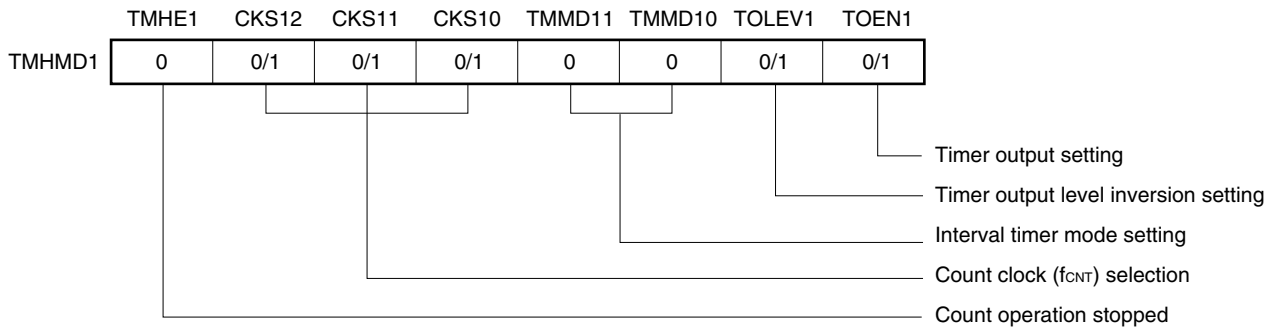 TMHE1 CKS12 CKS11 CKS10 TMMD11 TMMD10 TOLEV1 TOEN1
TMHMD1 0 0/1 0/1 0/1 0 0 0/1 0/1
Timer output setting
Timer output level inversion setting
Interval timer mode setting
Count clock (fCNT) selection
Count operation stopped